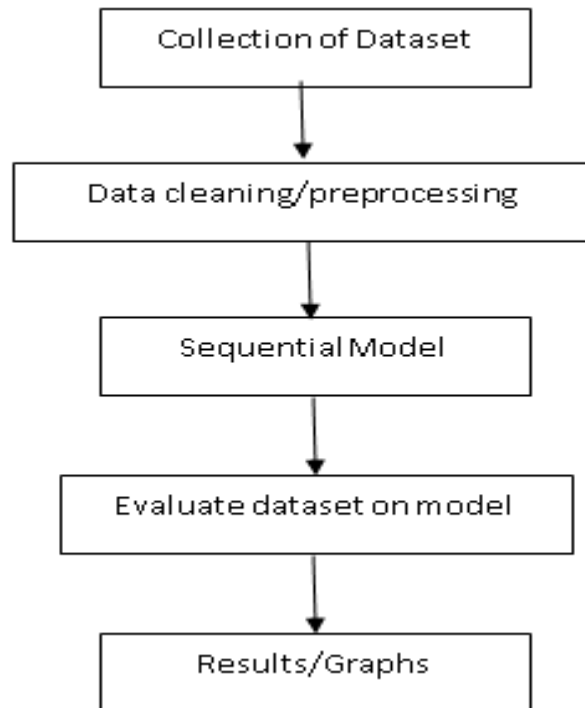 Collection of Dataset
Data cleaning/preprocessing
Sequential Model
Evaluate dataset on model
Results/Graphs